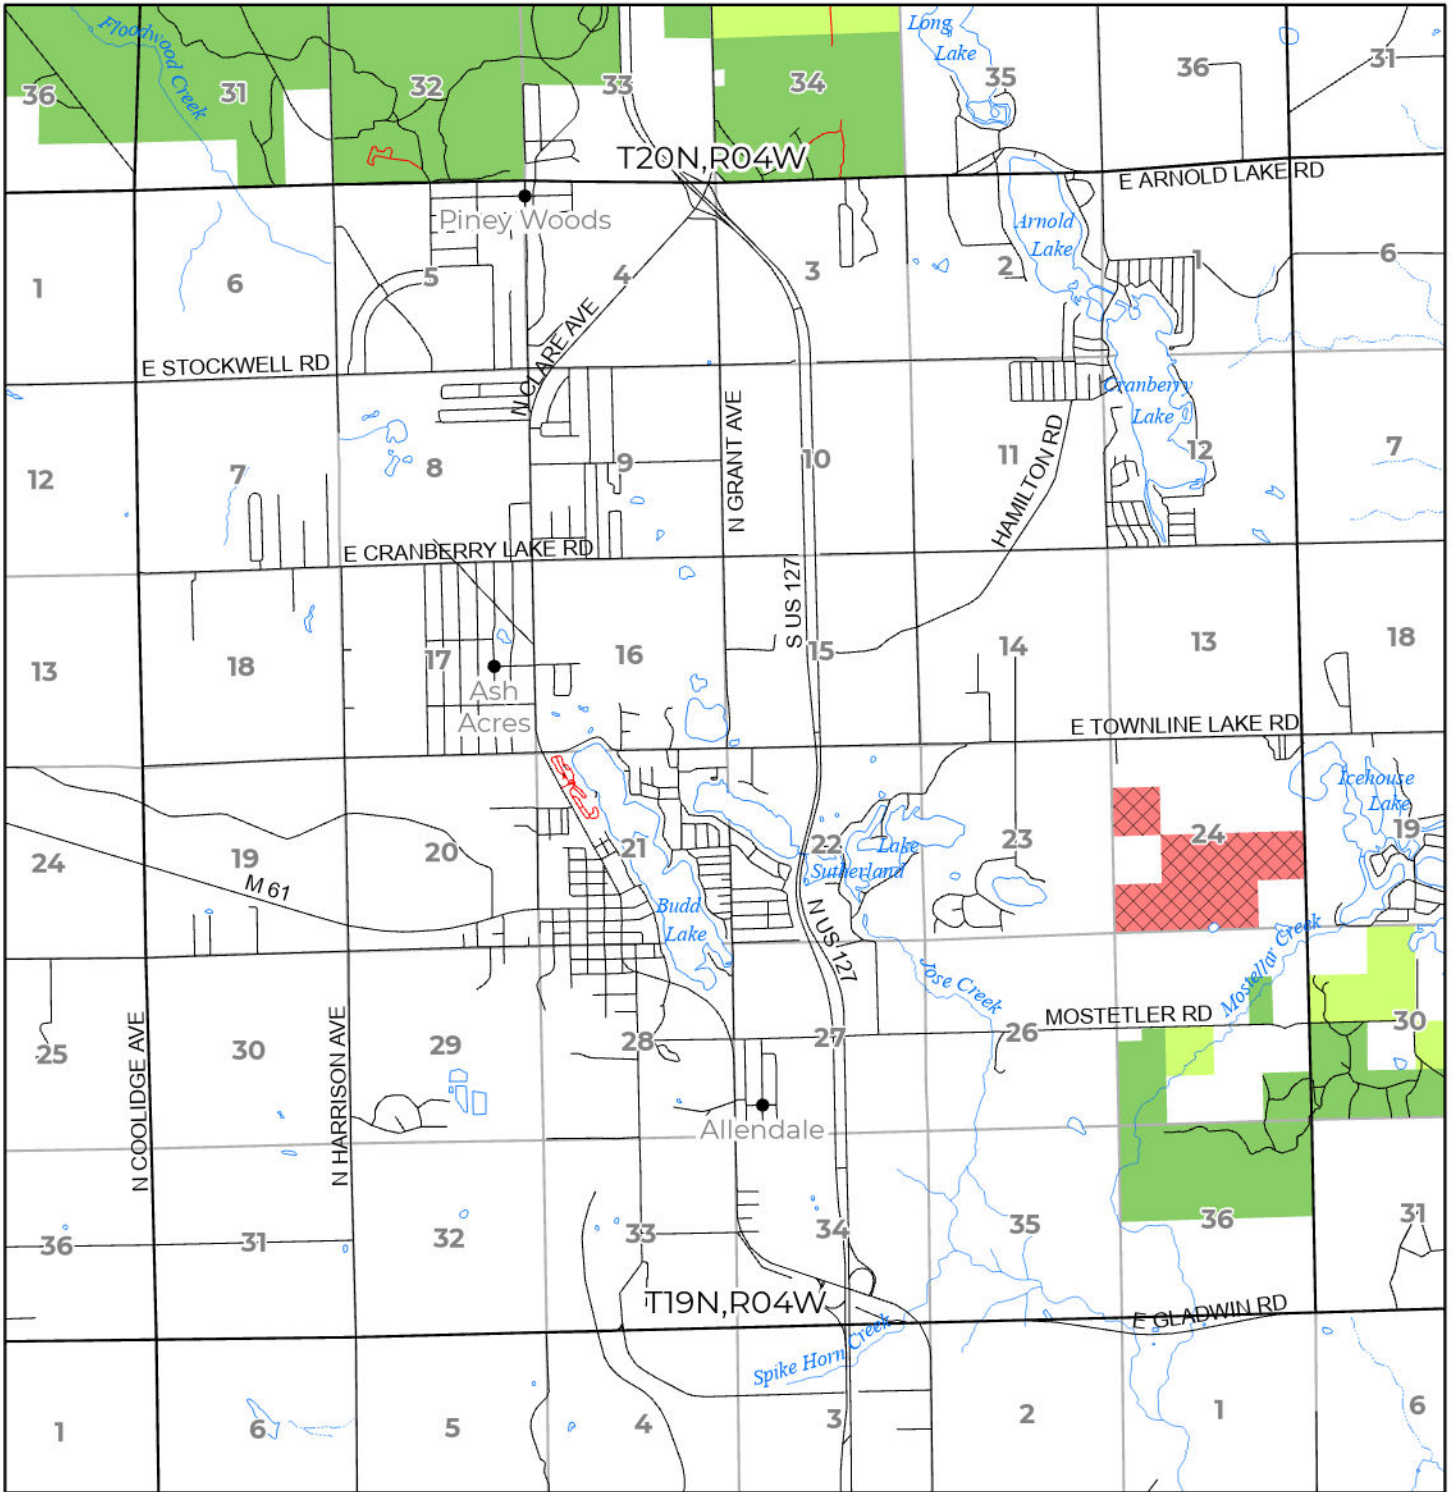 Floodwood Creek
Long
Lake
36
31
32
33
34
35
36
31
T20N,R04W
E ARNOLD LAKE RD
Piney Woods
Arnold
Lake
1
6
5
4
3
2
1
6
E STOCKWELL RD
N CLARE AVE
Cranberry
Lake
N GRANT AVE
HAMILTON RD
12
7
8
9
10
11
12
7
E CRANBERRY LAKE RD
S US 127
13
18
17
16
15
14
13
18
Ash
Acres
E TOWNLINE LAKE RD
Icehouse
Lake
24
19
20
21
22
23
24
19
Lake
Sutherland
M 61
Budd
Lake
N US 127
Jose Creek
Mostellar Creek
MOSTETLER RD
25
30
29
28
27
26
30
N COOLIDGE AVE
N HARRISON AVE
Allendale
36
31
32
33
34
35
36
31
T19N,R04W
E GLADWIN RD
Spike Horn Creek
1
6
5
4
3
2
1
6